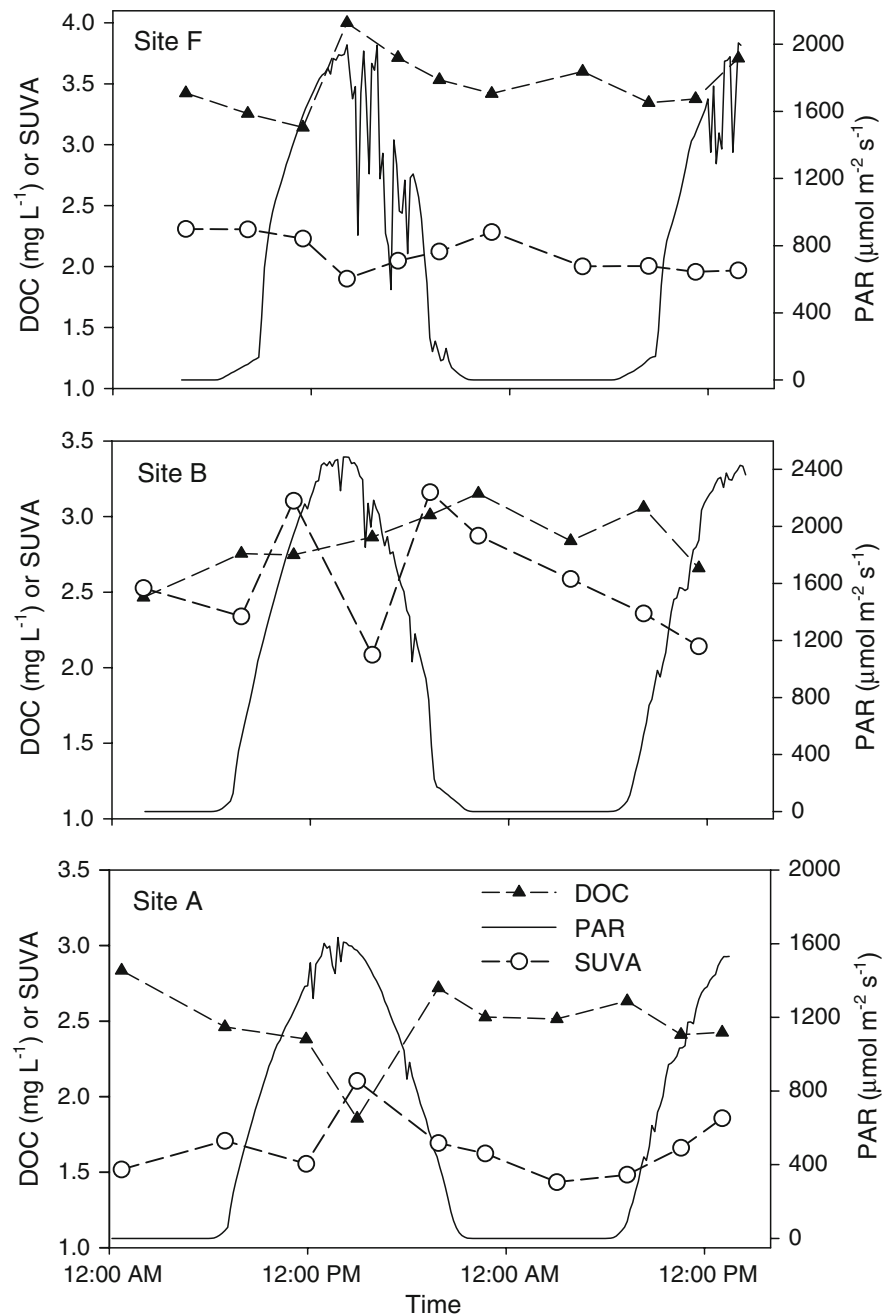 Site F
4.0
3.5
3.0
2.5
2.0
1.5
1.0
DOC (mg L⁻¹) or SUVA
2000
1600
1200
800
400
0
PAR (µmol m⁻² s⁻¹)
Site B
3.5
3.0
2.5
2.0
1.5
1.0
DOC (mg L⁻¹) or SUVA
2400
2000
1600
1200
800
400
0
PAR (µmol m⁻² s⁻¹)
Site A
DOC
PAR
SUVA
3.5
3.0
2.5
2.0
1.5
1.0
DOC (mg L⁻¹) or SUVA
2000
1600
1200
800
400
0
PAR (µmol m⁻² s⁻¹)
12:00 AM 12:00 PM 12:00 AM 12:00 PM
Time